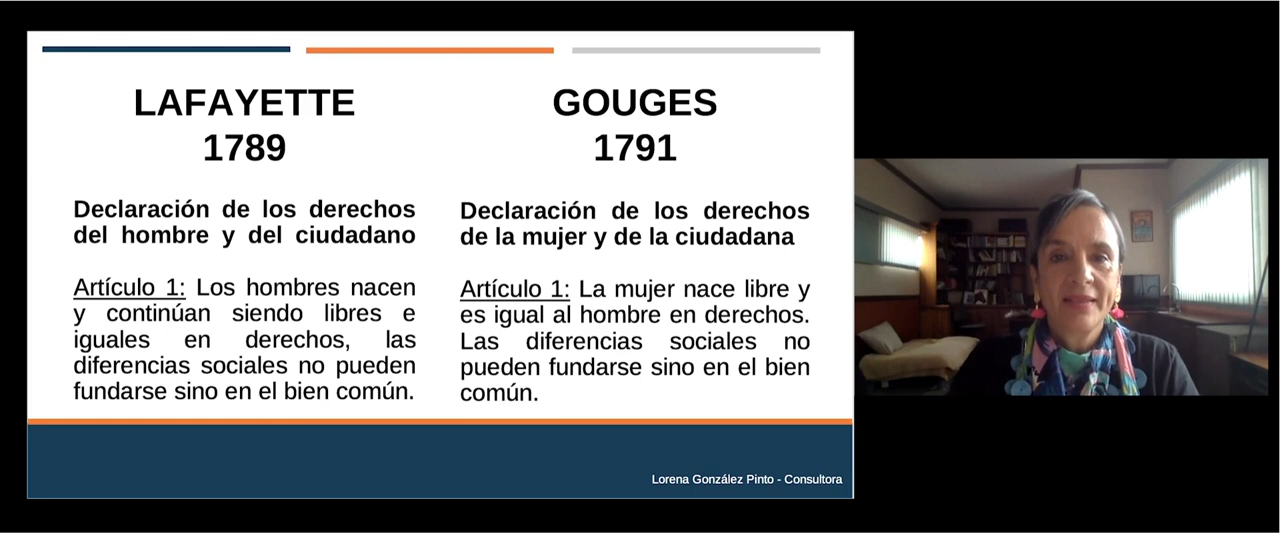 LAFAYETTE
1789
Declaración de los derechos
del hombre y del ciudadano
Artículo 1: Los hombres nacen
y continúan siendo libres e
iguales en derechos, las
diferencias sociales no pueden
fundarse sino en el bien común.
GOUGES
1791
Declaración de los derechos
de la mujer y de la ciudadana
Artículo 1: La mujer nace libre y
es igual al hombre en derechos.
Las diferencias sociales no
pueden fundarse sino en el bien
común.
Lorena González Pinto - Consultora